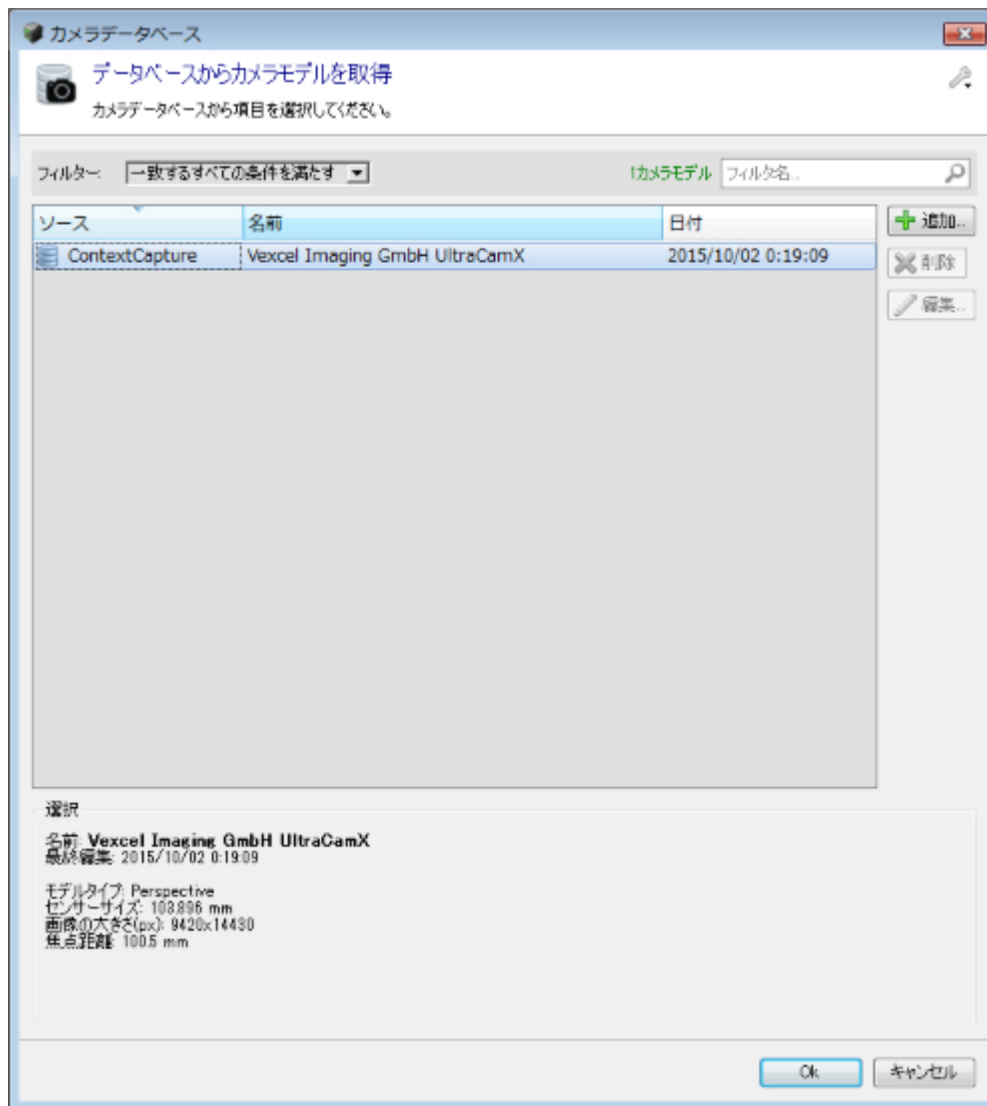 カメラデータベース
データベースからカメラモデルを取得
カメラデータベースから項目を選択してください。
フィルター: 一致するすべての条件を満たす !カメラモデル フィルタ名...
ソース 名前 日付
ContextCapture Vexcel Imaging GmbH UltraCamX 2015/10/02 0:19:09
追加...
削除
編集...
選択
名前: Vexcel Imaging GmbH UltraCamX
最終編集: 2015/10/02 0:19:09
モデルタイプ: Perspective
センサーサイズ: 103.896 mm
画像の大きさ(px): 9420x14430
焦点距離: 100.5 mm
Ok キャンセル